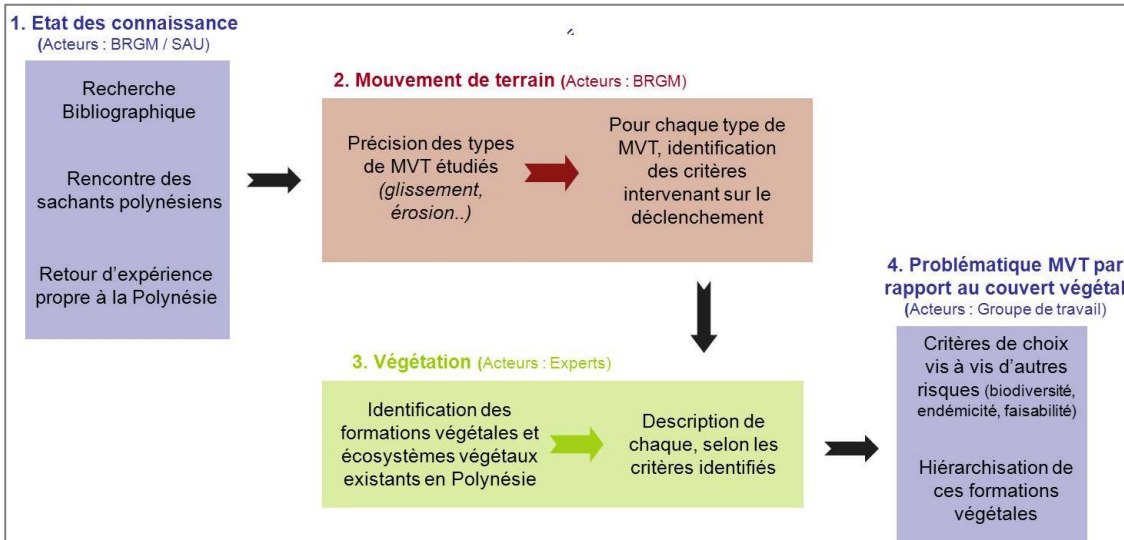 1. Etat des connaissance
(Acteurs : BRGM / SAU)
Recherche
Bibliographique
Rencontre des
sachants polynésiens
Retour d'expérience
propre à la Polynésie
2. Mouvement de terrain (Acteurs : BRGM)
Précision des types
de MVT étudiés
(glissement,
érosion..)
Pour chaque type de
MVT, identification
des critères
intervenant sur le
déclenchement
3. Végétation (Acteurs : Experts)
Identification des
formations végétales et
écosystèmes végétaux
existants en Polynésie
Description de
chaque, selon les
critères identifiés
4. Problématique MVT par
rapport au couvert végétal
(Acteurs : Groupe de travail)
Critères de choix
vis à vis d'autres
risques (biodiversité,
endémicité, faisabilité)
Hiérarchisation de
ces formations
végétales